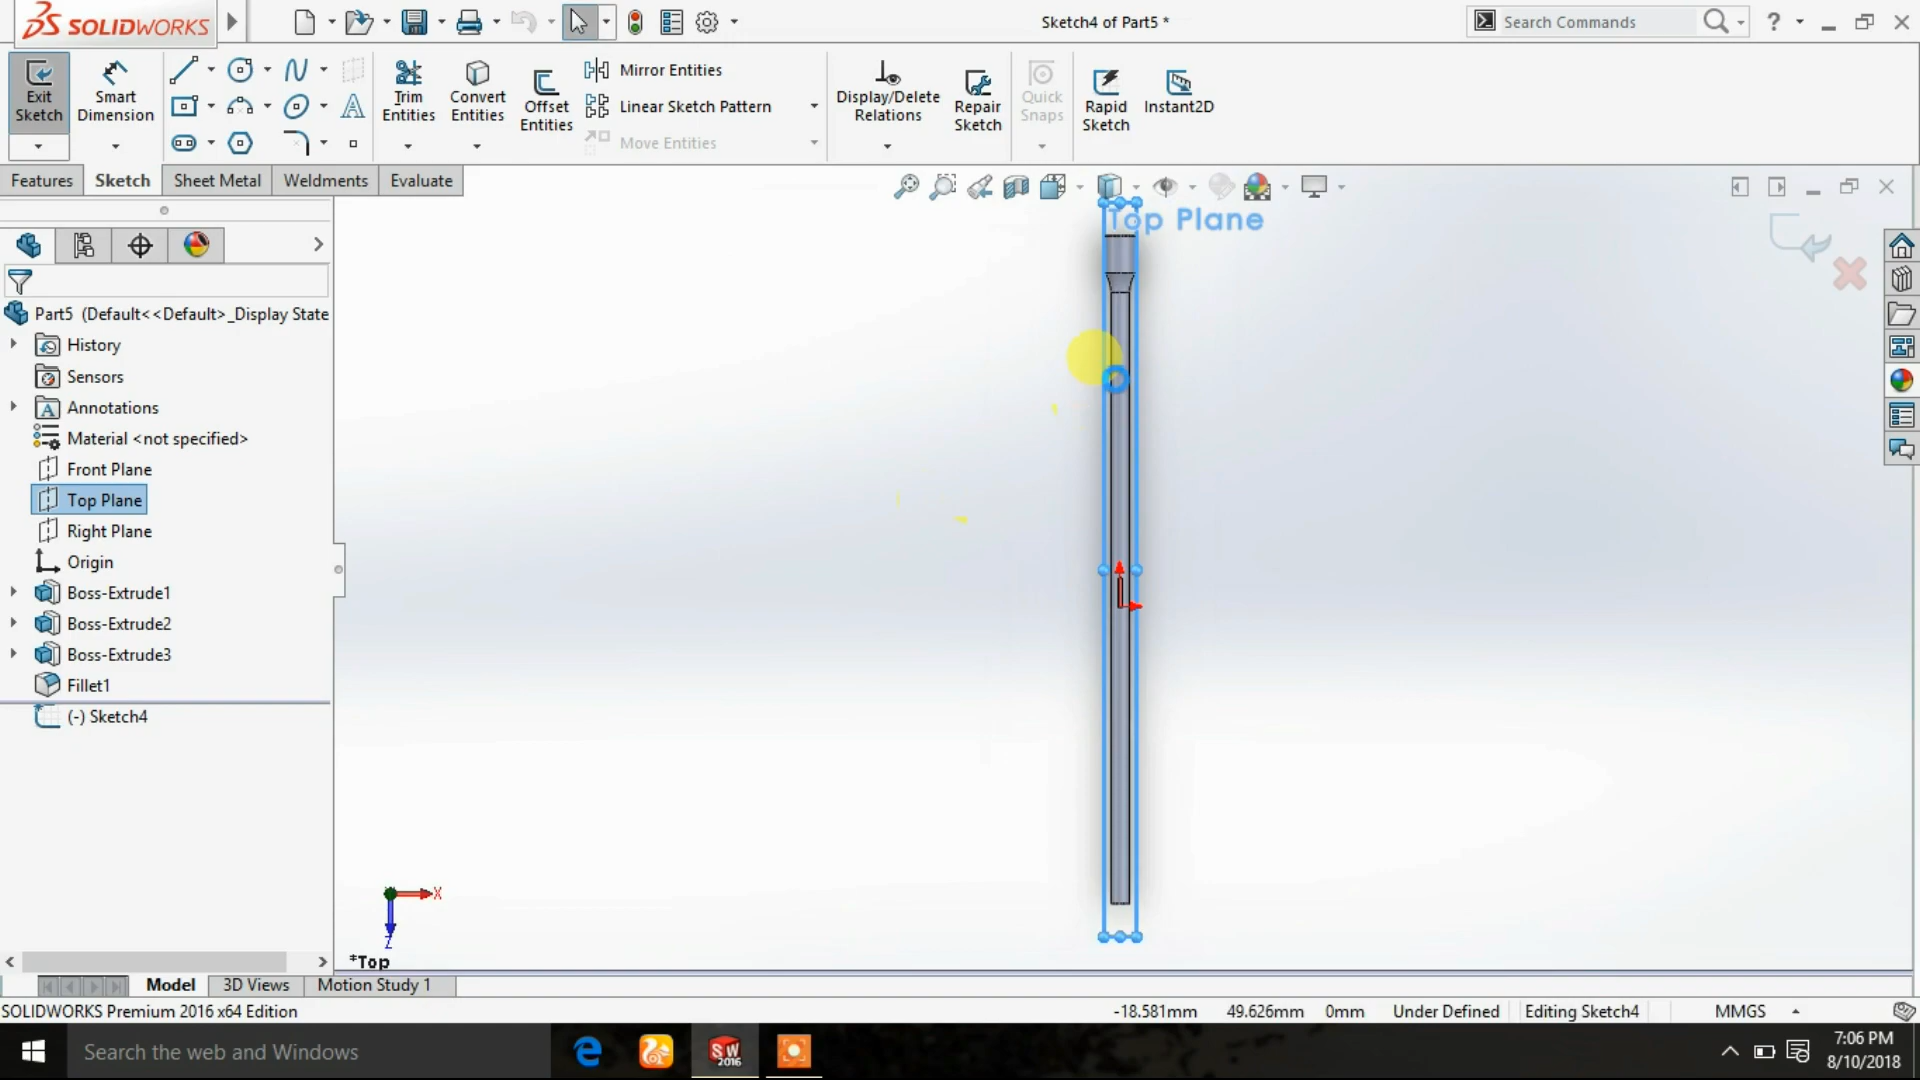 SOLIDWORKS
Sketch4 of Part5 *
Search Commands
Exit Sketch
Smart Dimension
Trim Entities
Convert Entities
Offset Entities
Mirror Entities
Linear Sketch Pattern
Move Entities
Display/Delete Relations
Repair Sketch
Quick Snaps
Rapid Sketch
Instant2D
Features
Sketch
Sheet Metal
Weldments
Evaluate
Top Plane
Part5 (Default<<Default>_Display State
History
Sensors
Annotations
Material <not specified>
Front Plane
Top Plane
Right Plane
Origin
Boss-Extrude1
Boss-Extrude2
Boss-Extrude3
Fillet1
(-) Sketch4
X
Z
*Top
Model
3D Views
Motion Study 1
SOLIDWORKS Premium 2016 x64 Edition
-18.581mm
49.626mm
0mm
Under Defined
Editing Sketch4
MMGS
Search the web and Windows
SW
2016
7:06 PM
8/10/2018